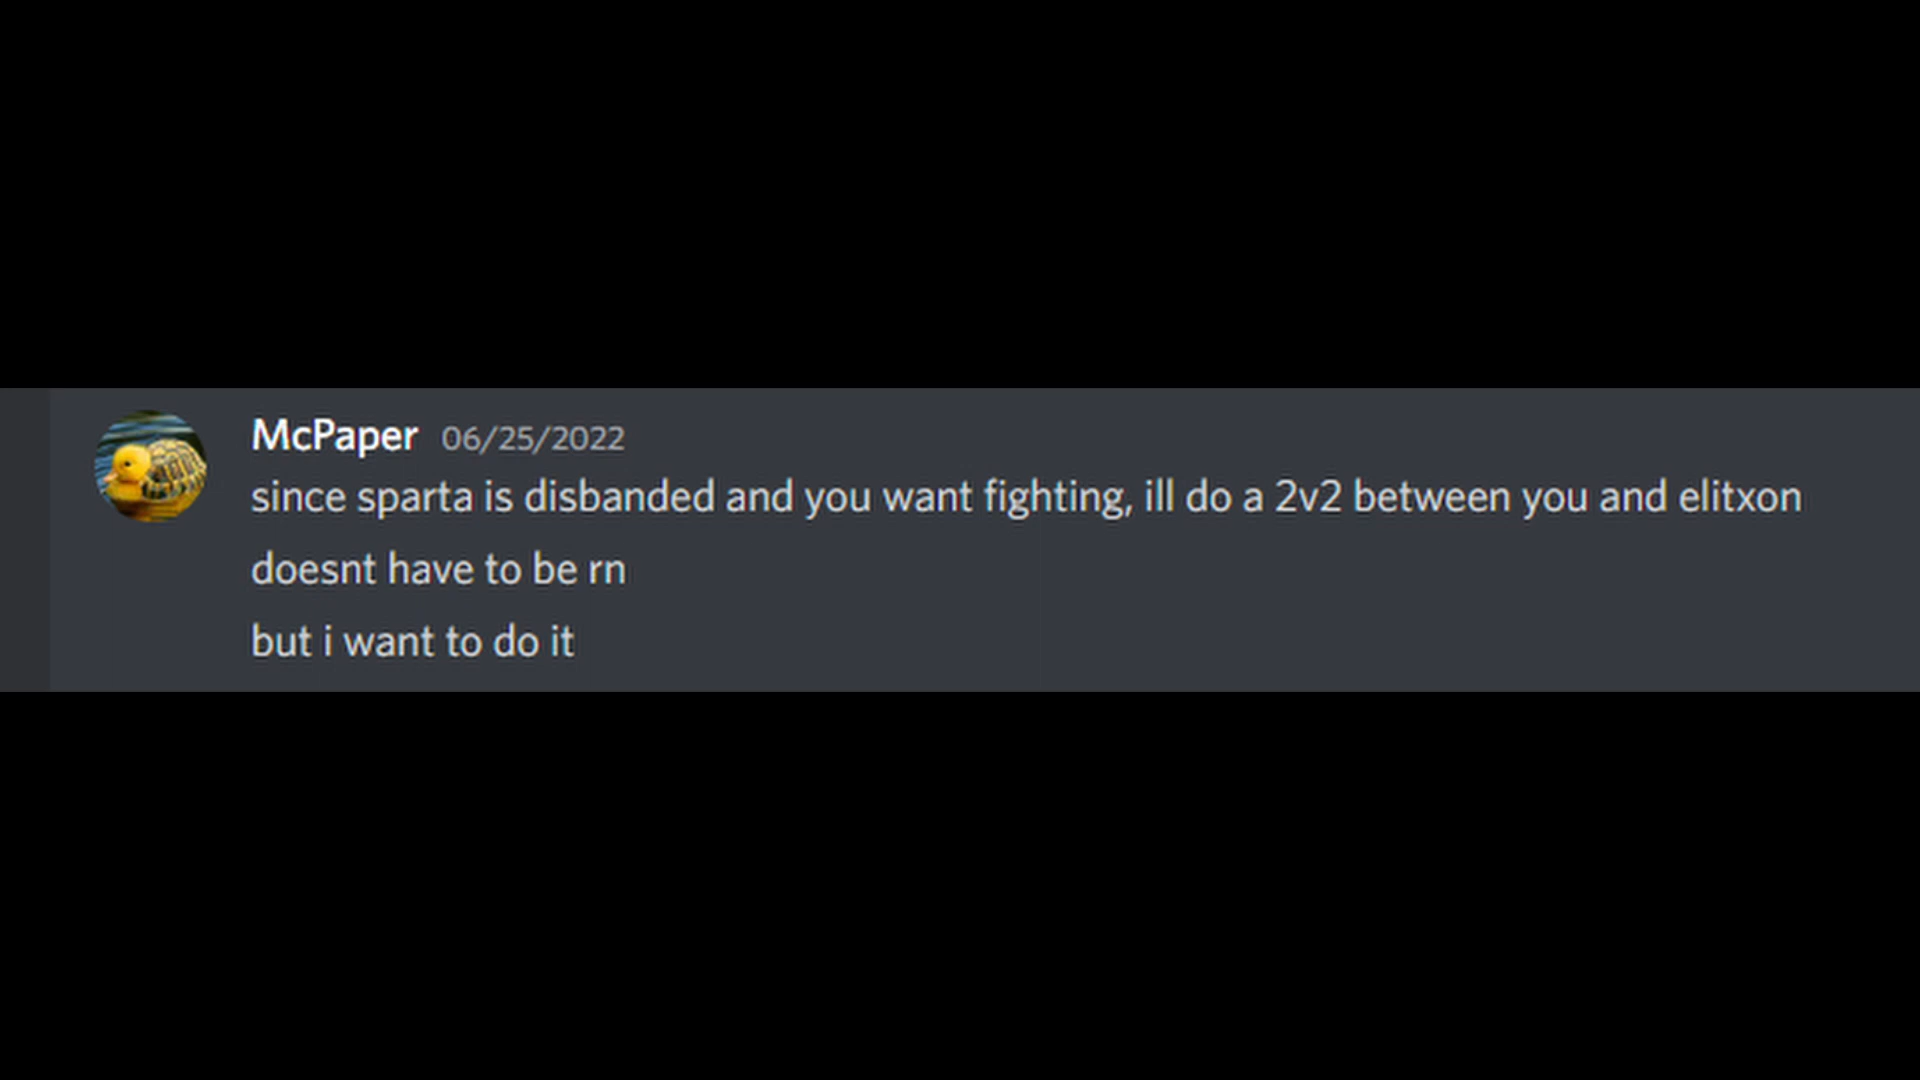 McPaper 06/25/2022
since sparta is disbanded and you want fighting, ill do a 2v2 between you and elitxon
doesnt have to be rn
but i want to do it